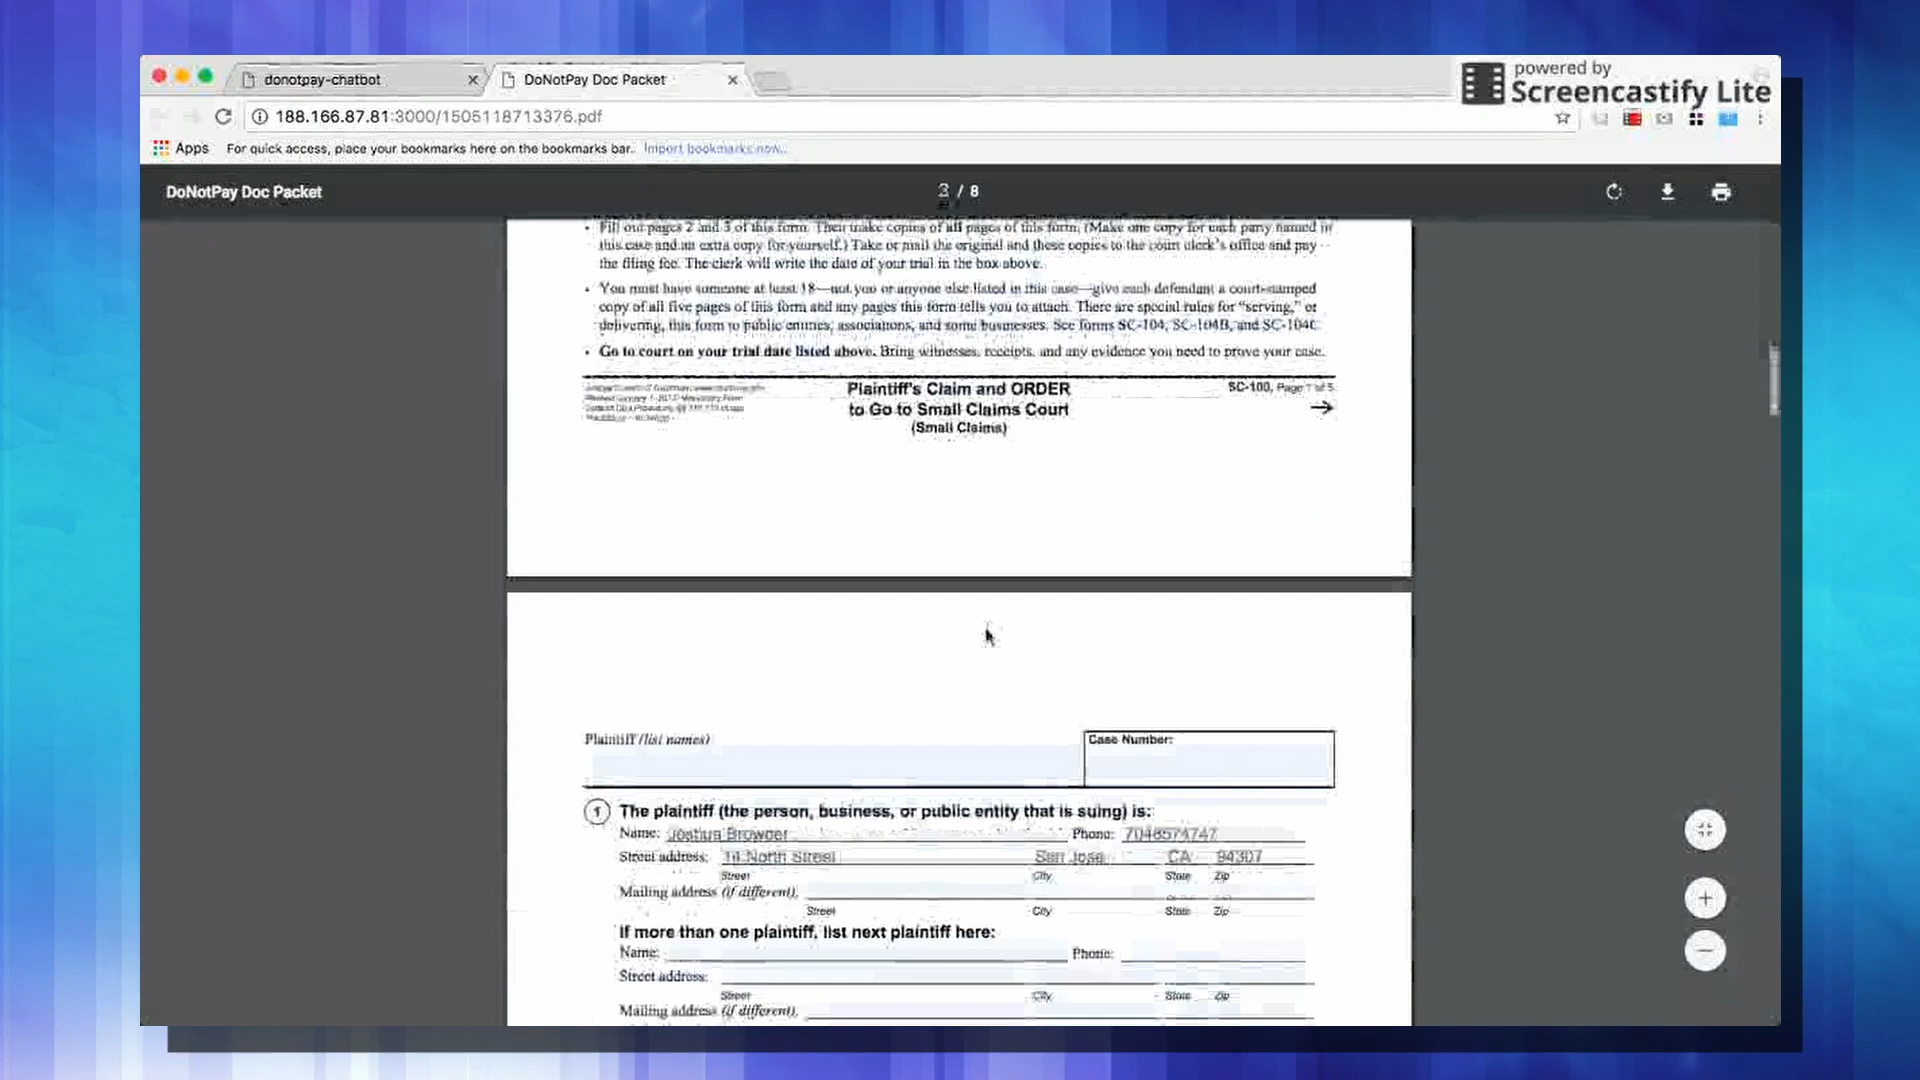 powered by
Screencastify Lite
donotpay-chatbot
DoNotPay Doc Packet
188.166.87.81:3000/1505118713376.pdf
Apps For quick access, place your bookmarks here on the bookmarks bar. Import bookmarks now...
DoNotPay Doc Packet 3 / 8
• Fill out pages 2 and 3 of this form. Then make copies of all pages of this form. (Make one copy for each party named in
this case and an extra copy for yourself.) Take or mail the original and these copies to the court clerk's office and pay
the filing fee. The clerk will write the date of your trial in the box above.
• You must have someone at least 18—not you or anyone else listed in this case—give each defendant a court-stamped
copy of all five pages of this form and any pages this form tells you to attach. There are special rules for "serving," or
delivering, this form to public entities, associations, and some businesses. See forms SC-104, SC-104B, and SC-104C
• Go to court on your trial date listed above. Bring witnesses, receipts, and any evidence you need to prove your case.
Plaintiff's Claim and ORDER
to Go to Small Claims Court
(Small Claims)
SC-100, Page 1 of 5
→
Plaintiff (list names)
Case Number:
1 The plaintiff (the person, business, or public entity that is suing) is:
Name: Joshua Browder Phone: 7048574747
Street address: 14 North Street San Jose CA 94307
Street City State Zip
Mailing address (if different):
Street City State Zip
If more than one plaintiff, list next plaintiff here:
Name: Phone:
Street address:
Street City State Zip
Mailing address (if different):